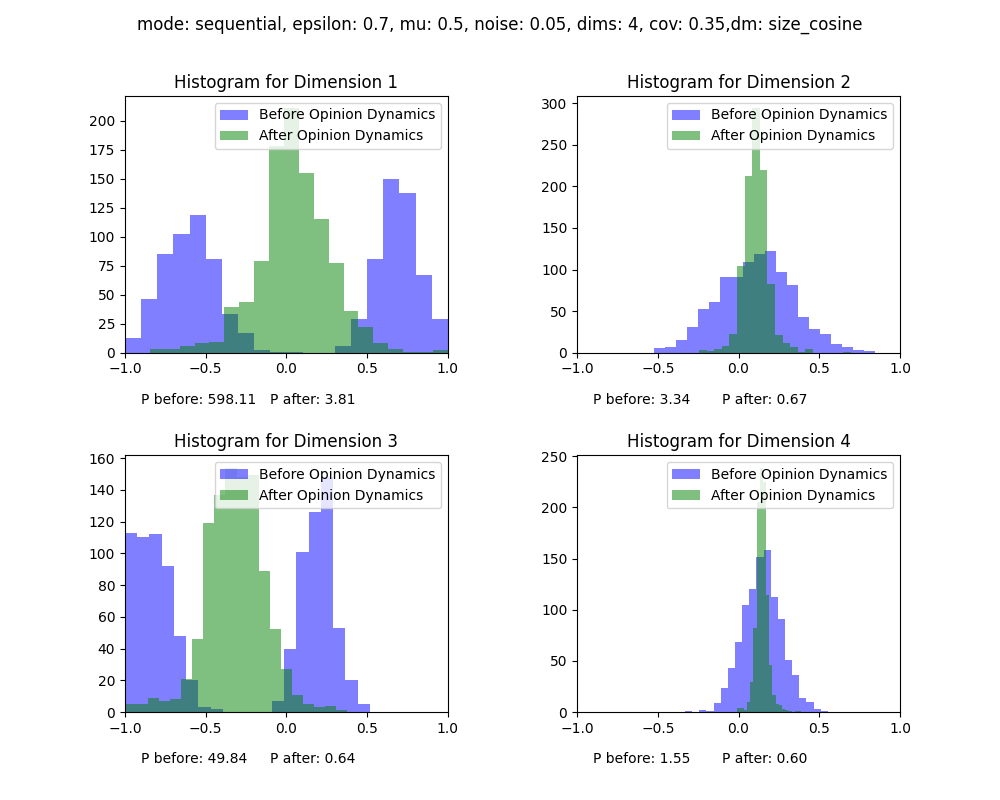 mode: sequential, epsilon: 0.7, mu: 0.5, noise: 0.05, dims: 4, cov: 0.35,dm: size_cosine
Histogram for Dimension 1
Before Opinion Dynamics
After Opinion Dynamics
200
175
150
125
100
75
50
25
0
−1.0 −0.5 0.0 0.5 1.0
P before: 598.11 P after: 3.81
Histogram for Dimension 2
Before Opinion Dynamics
After Opinion Dynamics
300
250
200
150
100
50
0
−1.0 −0.5 0.0 0.5 1.0
P before: 3.34 P after: 0.67
Histogram for Dimension 3
Before Opinion Dynamics
After Opinion Dynamics
160
140
120
100
80
60
40
20
0
−1.0 −0.5 0.0 0.5 1.0
P before: 49.84 P after: 0.64
Histogram for Dimension 4
Before Opinion Dynamics
After Opinion Dynamics
250
200
150
100
50
0
−1.0 −0.5 0.0 0.5 1.0
P before: 1.55 P after: 0.60